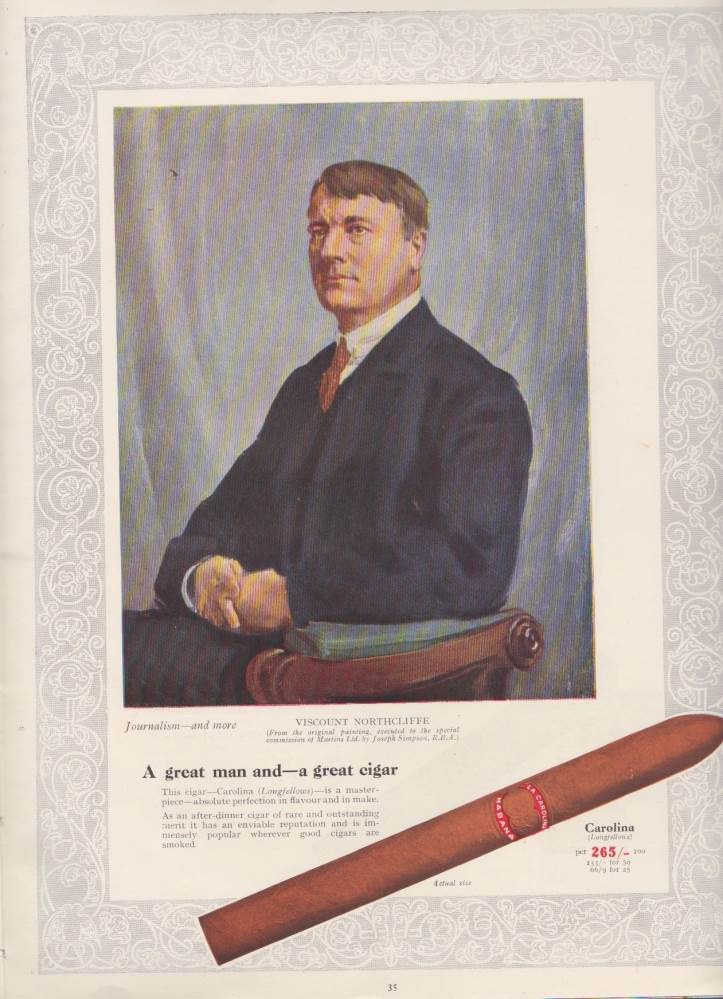 Journalism—and more
VISCOUNT NORTHCLIFFE
(From the original painting, executed to the special
commission of Martins Ltd. by Joseph Simpson, R.B.A.)
A great man and—a great cigar
This cigar—Carolina (Longfellows)—is a master-
piece—absolute perfection in flavour and in make.
As an after-dinner cigar of rare and outstanding
merit it has an enviable reputation and is im-
mensely popular wherever good cigars are
smoked.
LA CAROLINA
HABANA
Carolina
(Longfellows)
per 265/- 100
133/- for 50
66/9 for 25
Actual size
35